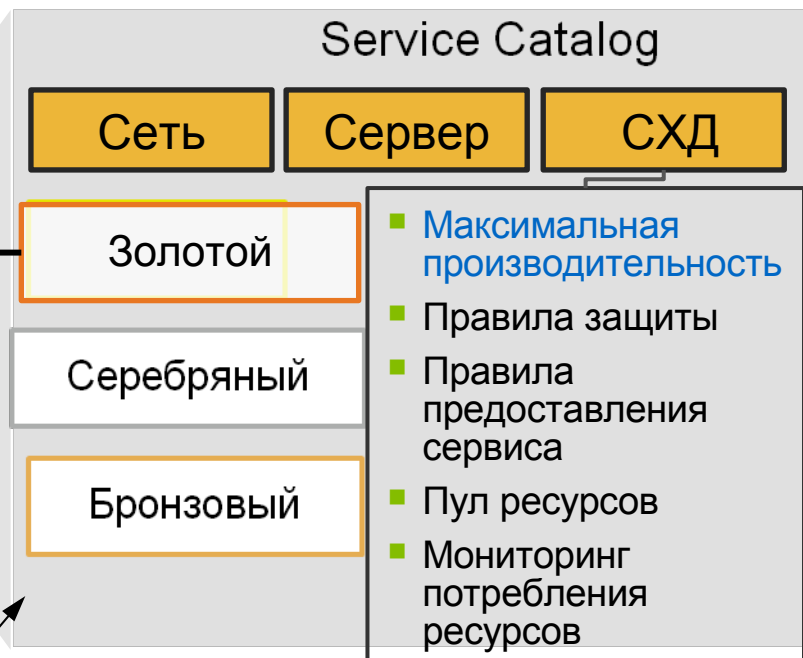 Service Catalog
Сеть
Сервер
СХД
Золотой
Серебряный
Бронзовый
Максимальная
производительность
Правила защиты
Правила
предоставления
сервиса
Пул ресурсов
Мониторинг
потребления
ресурсов